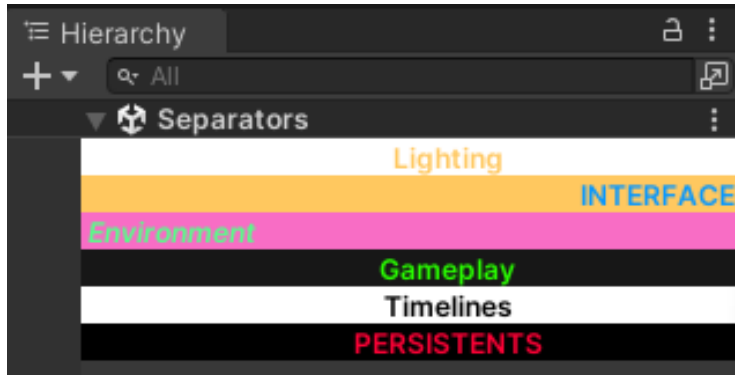 Hierarchy
All
Separators
Lighting
INTERFACE
Environment
Gameplay
Timelines
PERSISTENTS